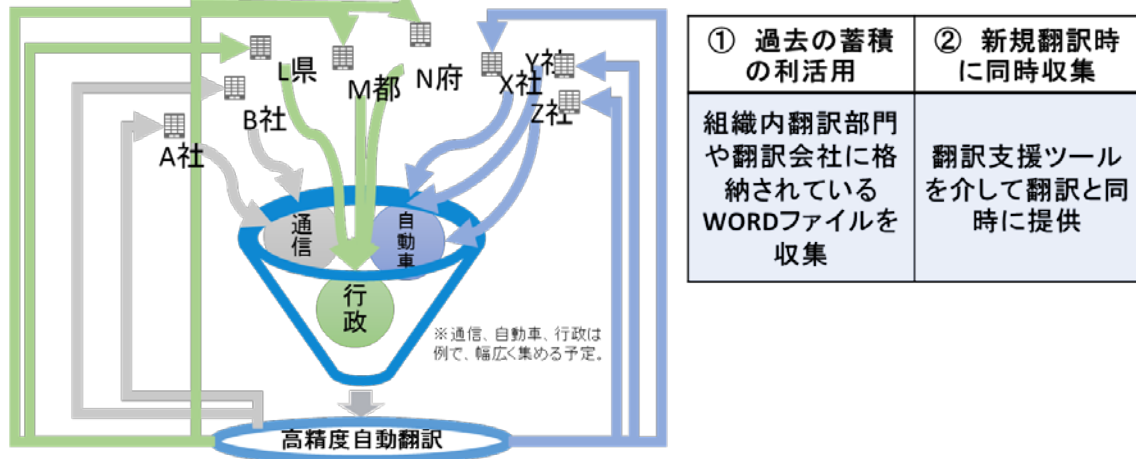 L県
M都
N府
X社
Y社
Z社
B社
A社
通信
自動車
行政
※通信、自動車、行政は
例で、幅広く集める予定。
高精度自動翻訳
① 過去の蓄積
の利活用
② 新規翻訳時
に同時収集
組織内翻訳部門
や翻訳会社に格
納されている
WORDファイルを
収集
翻訳支援ツール
を介して翻訳と同
時に提供